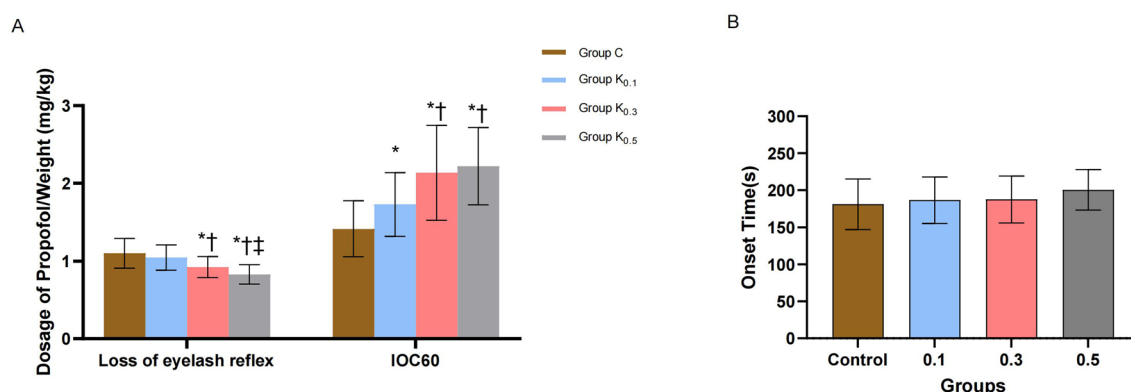 A
Group C
Group K0.1
Group K0.3
Group K0.5
Dosage of Propofol/Weight (mg/kg)
3
2
1
0
*†
*†‡
*
*†
*†
Loss of eyelash reflex
IOC60
B
Onset Time(s)
300
250
200
150
100
50
0
Control
0.1
0.3
0.5
Groups